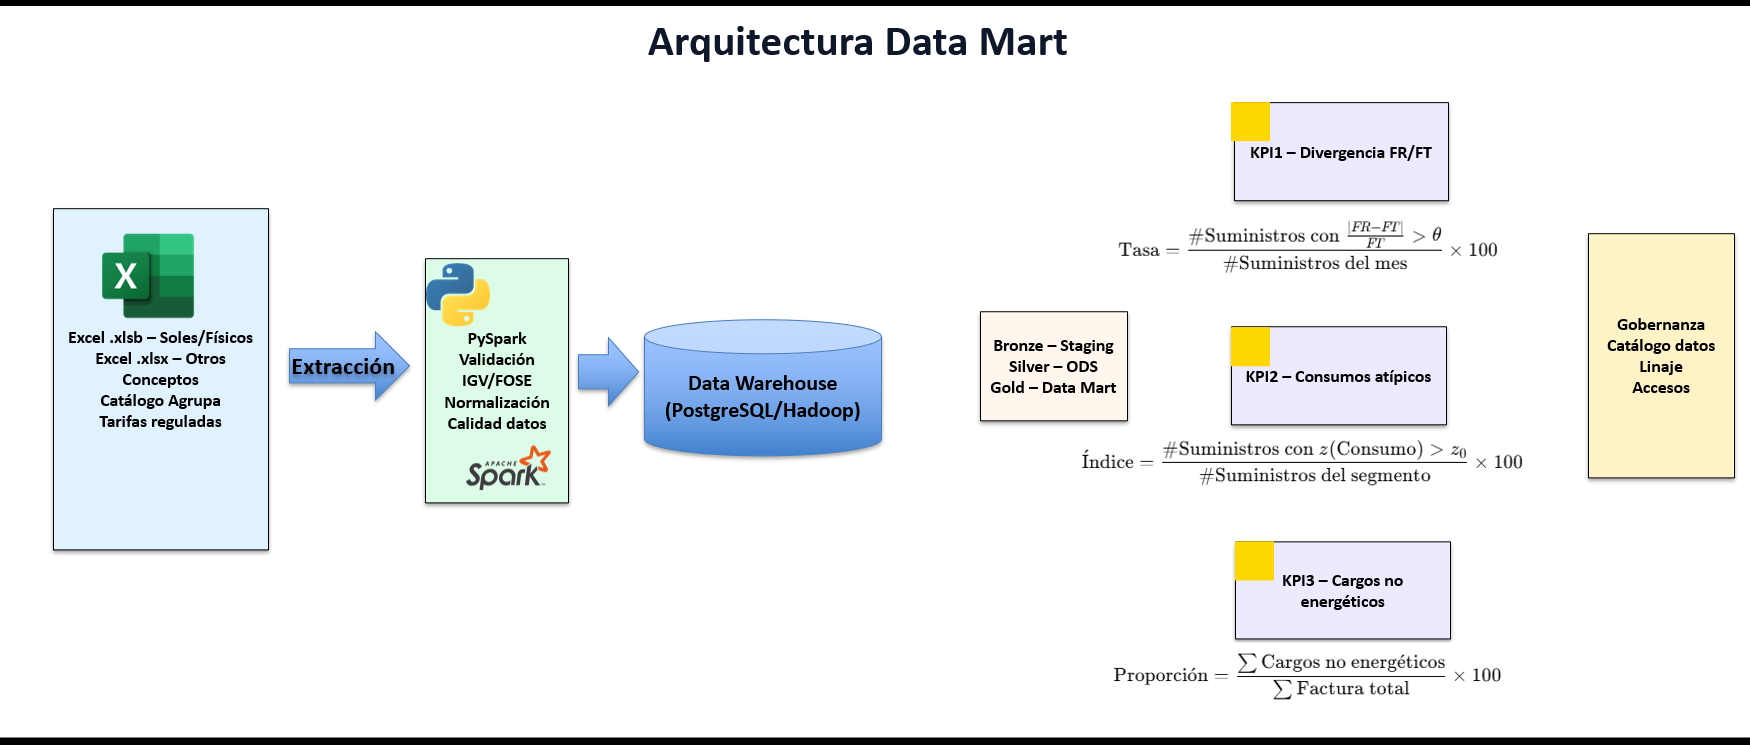 Arquitectura Data Mart
X
Excel .xlsb – Soles/Físicos
Excel .xlsx – Otros
Conceptos
Catálogo Agrupa
Tarifas reguladas
Extracción
PySpark
Validación
IGV/FOSE
Normalización
Calidad datos
APACHE
Spark
Data Warehouse
(PostgreSQL/Hadoop)
Bronze – Staging
Silver – ODS
Gold – Data Mart
KPI1 – Divergencia FR/FT
Tasa = #Suministros con |FR−FT| / FT > θ / #Suministros del mes × 100
KPI2 – Consumos atípicos
Índice = #Suministros con z(Consumo) > z₀ / #Suministros del segmento × 100
KPI3 – Cargos no
energéticos
Proporción = ∑ Cargos no energéticos / ∑ Factura total × 100
Gobernanza
Catálogo datos
Linaje
Accesos